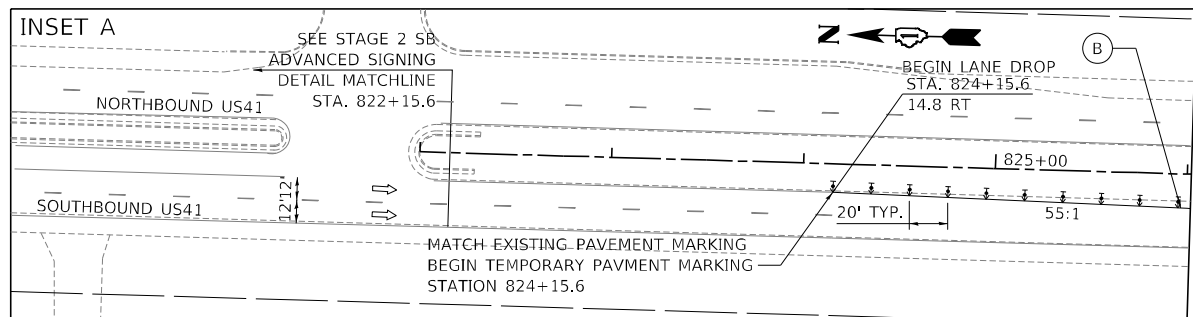 INSET A
SEE STAGE 2 SB
ADVANCED SIGNING
DETAIL MATCHLINE
STA. 822+15.6
N
BEGIN LANE DROP
STA. 824+15.6
14.8 RT
B
NORTHBOUND US41
825+00
SOUTHBOUND US41
12'
12'
20' TYP.
55:1
MATCH EXISTING PAVEMENT MARKING
BEGIN TEMPORARY PAVMENT MARKING
STATION 824+15.6